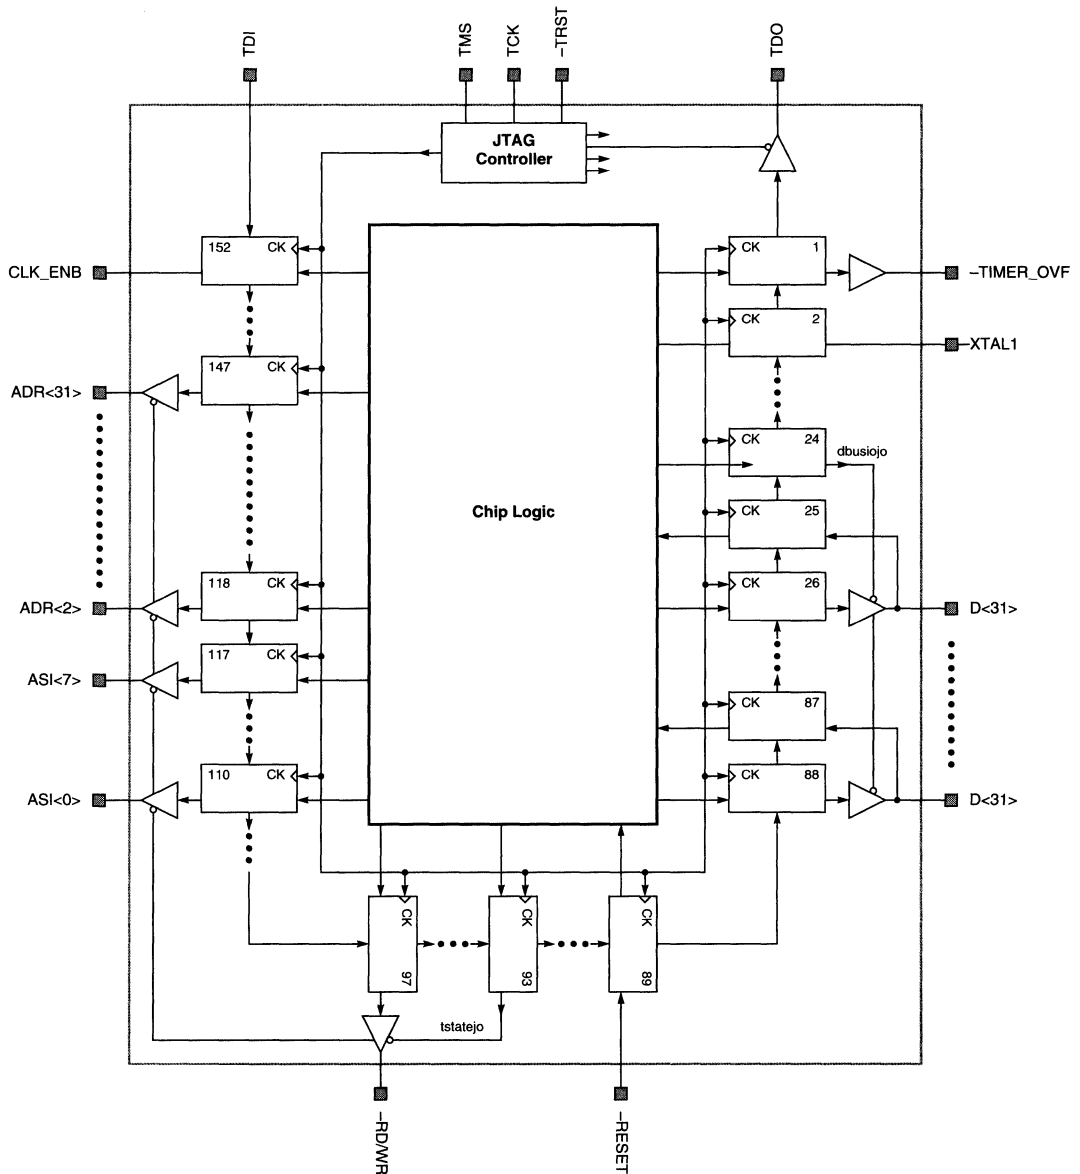 TDI
TMS
TCK
–TRST
TDO
JTAG
Controller
152 CK
CK 1
CLK_ENB
–TIMER_OVF
CK 2
XTAL1
147 CK
ADR<31>
CK 24
dbusiojo
Chip Logic
CK 25
118 CK
CK 26
ADR<2>
D<31>
117 CK
ASI<7>
CK 87
110 CK
CK 88
ASI<0>
D<31>
CK
97
CK
93
CK
89
tstatejo
–RD/WR
–RESET